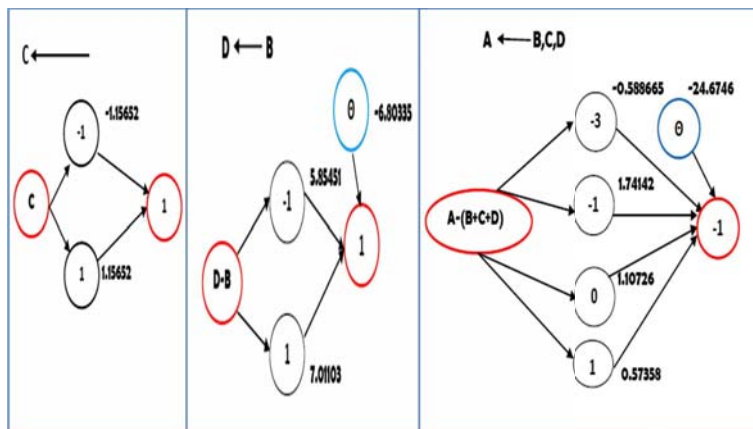 C ←
-1.15652
-1
C
1
1
1.15652
D ← B
θ
-6.80335
5.85451
-1
1
D-B
1
7.01103
A ← B,C,D
-0.588665
-24.6746
-3
θ
1.74142
-1
A-(B+C+D)
-1
1.10726
0
1
0.57358